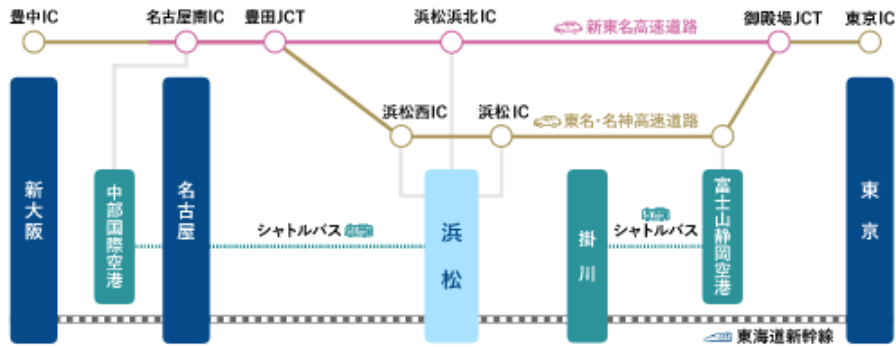 豊中IC
名古屋南IC
豊田JCT
浜松浜北IC
新東名高速道路
御殿場JCT
東京IC
浜松西IC
浜松IC
東名・名神高速道路
新大阪
中部国際空港
名古屋
シャトルバス
浜松
掛川
シャトルバス
富士山静岡空港
東京
東海道新幹線